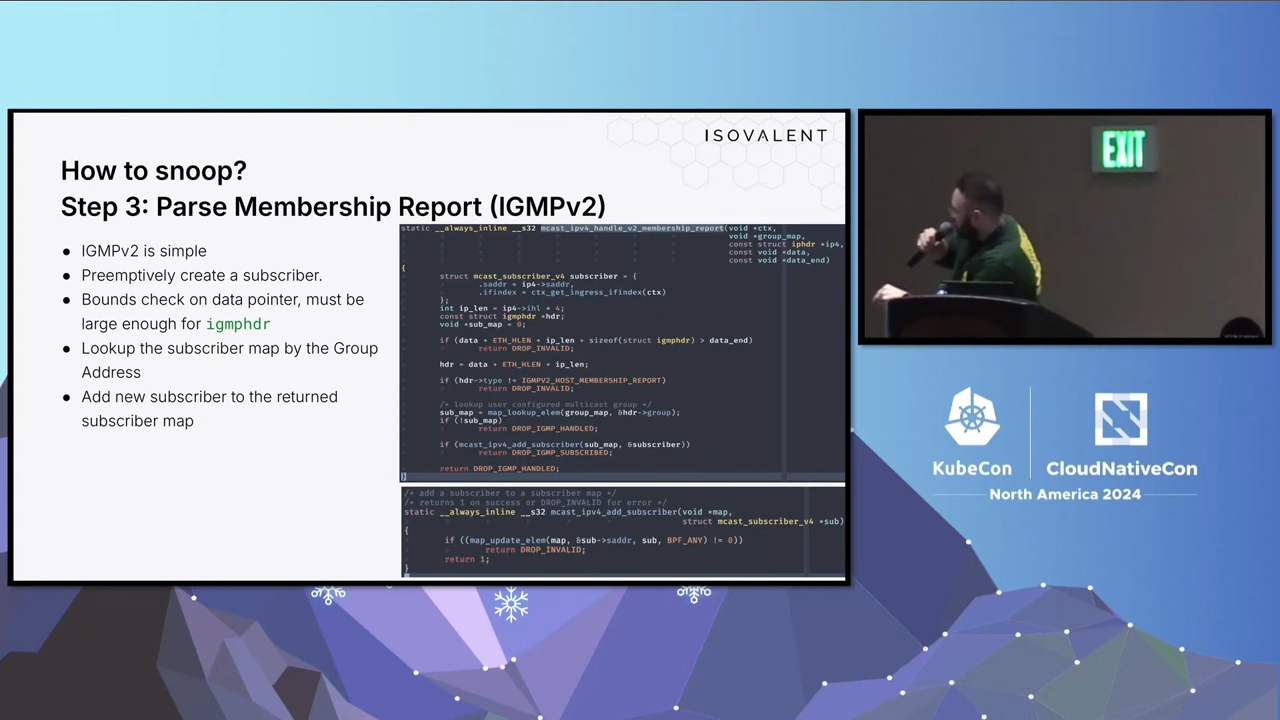 ISOVALENT
How to snoop?
Step 3: Parse Membership Report (IGMPv2)
● IGMPv2 is simple
● Preemptively create a subscriber.
● Bounds check on data pointer, must be
large enough for igmphdr
● Lookup the subscriber map by the Group
Address
● Add new subscriber to the returned
subscriber map
static __always_inline __s32 mcast_ipv4_handle_v2_membership_report(void *ctx,
void *group_map,
const struct iphdr *ip4,
const void *data,
const void *data_end)
{
struct mcast_subscriber_v4 subscriber = {
.saddr = ip4->saddr,
.ifindex = ctx_get_ingress_ifindex(ctx)
};
int ip_len = ip4->ihl * 4;
const struct igmphdr *hdr;
void *sub_map = 0;
if (data + ETH_HLEN + ip_len + sizeof(struct igmphdr) > data_end)
return DROP_INVALID;
hdr = data + ETH_HLEN + ip_len;
if (hdr->type != IGMPV2_HOST_MEMBERSHIP_REPORT)
return DROP_INVALID;
/* lookup user configured multicast group */
sub_map = map_lookup_elem(group_map, &hdr->group);
if (!sub_map)
return DROP_IGMP_HANDLED;
if (mcast_ipv4_add_subscriber(sub_map, &subscriber))
return DROP_IGMP_SUBSCRIBED;
return DROP_IGMP_HANDLED;
}
/* add a subscriber to a subscriber map */
/* returns 1 on success or DROP_INVALID for error */
static __always_inline __s32 mcast_ipv4_add_subscriber(void *map,
struct mcast_subscriber_v4 *sub)
{
if ((map_update_elem(map, &sub->saddr, sub, BPF_ANY) != 0))
return DROP_INVALID;
return 1;
}
EXIT
KubeCon
CloudNativeCon
North America 2024